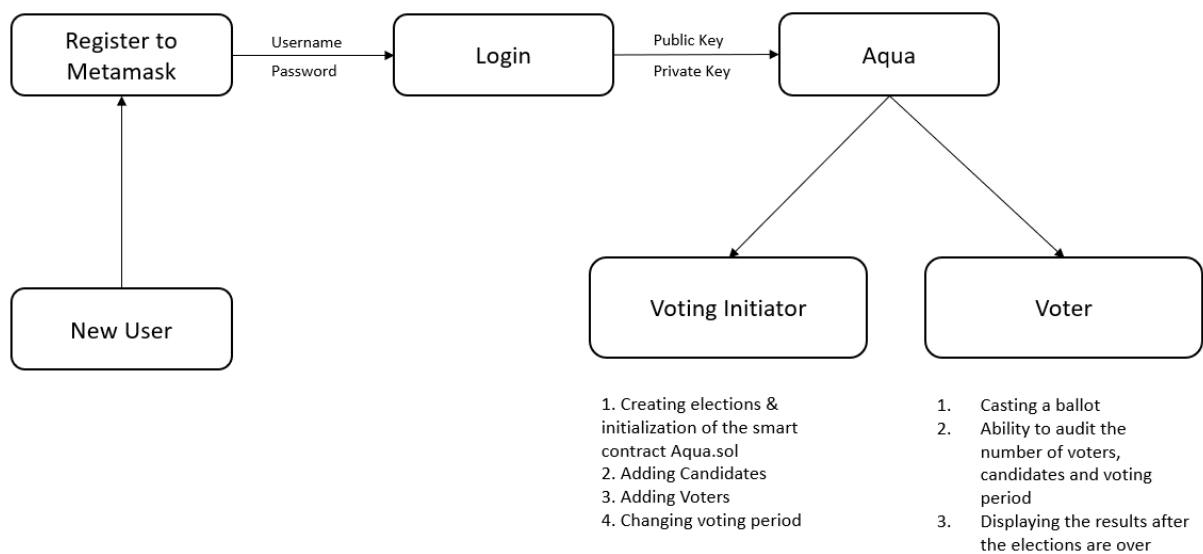 Register to
Metamask
Username
Password
Login
Public Key
Private Key
Aqua
New User
Voting Initiator
Voter
1. Creating elections &
initialization of the smart
contract Aqua.sol
2. Adding Candidates
3. Adding Voters
4. Changing voting period
1. Casting a ballot
2. Ability to audit the
number of voters,
candidates and voting
period
3. Displaying the results after
the elections are over